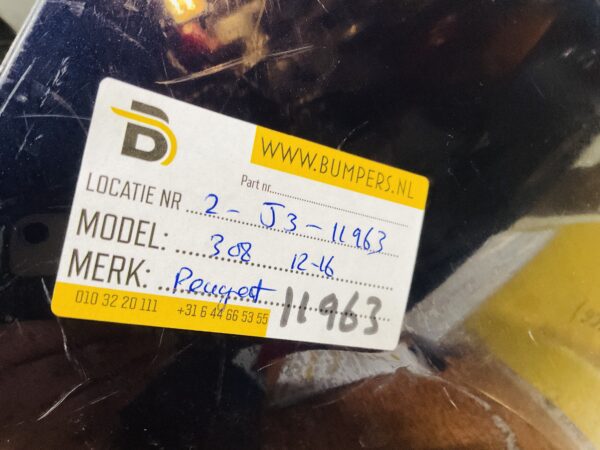 WWW.BUMPERS.NL
Part nr.
LOCATIE NR 2 - J3 - 11963
MODEL: 308 12-16
MERK: Peugeot
11963
010 32 20 111 +31 6 44 66 53 55